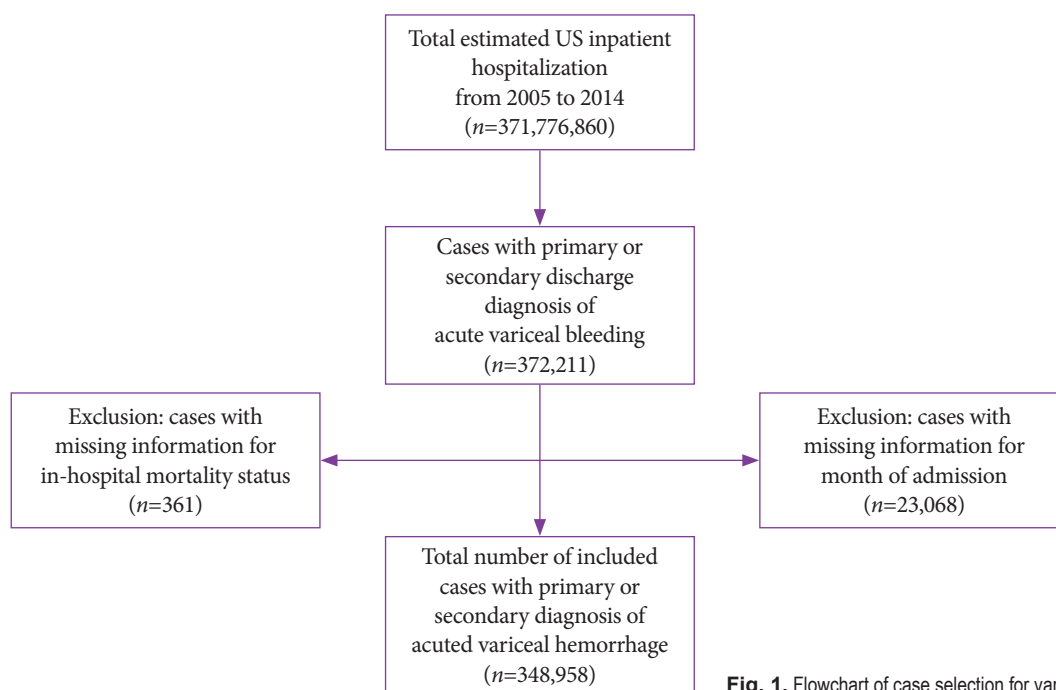 Total estimated US inpatient
hospitalization
from 2005 to 2014
(n=371,776,860)
Cases with primary or
secondary discharge
diagnosis of
acute variceal bleeding
(n=372,211)
Exclusion: cases with
missing information for
in-hospital mortality status
(n=361)
Exclusion: cases with
missing information for
month of admission
(n=23,068)
Total number of included
cases with primary or
secondary diagnosis of
acuted variceal hemorrhage
(n=348,958)
Fig. 1. Flowchart of case selection for var